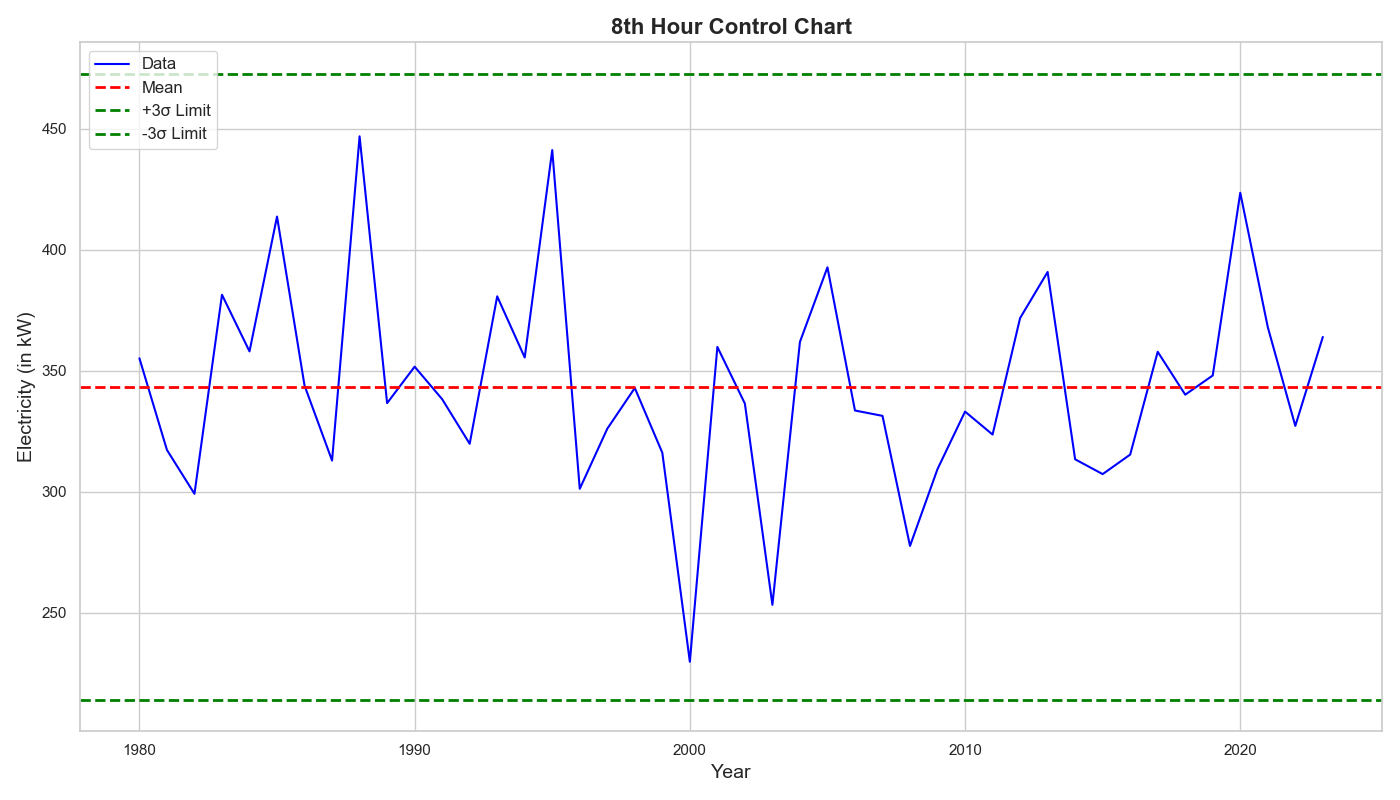 8th Hour Control Chart
Data
Mean
+3σ Limit
-3σ Limit
Electricity (in kW)
450
400
350
300
250
1980
1990
2000
2010
2020
Year